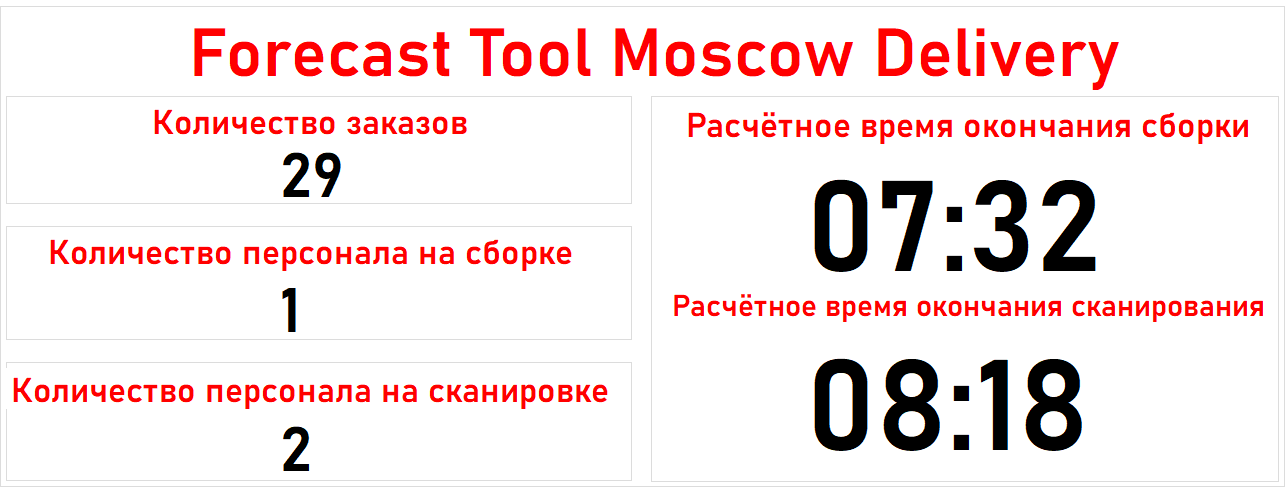 Forecast Tool Moscow Delivery
Количество заказов
29
Количество персонала на сборке
1
Количество персонала на сканировке
2
Расчётное время окончания сборки
07:32
Расчётное время окончания сканирования
08:18